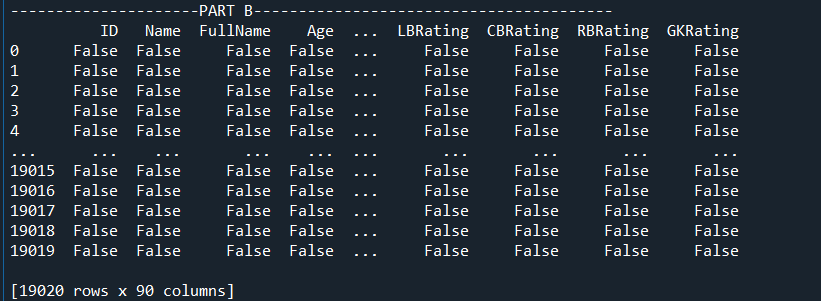 ---------------------PART B----------------------------------------
ID Name FullName Age ... LBRating CBRating RBRating GKRating
0 False False False False ... False False False False
1 False False False False ... False False False False
2 False False False False ... False False False False
3 False False False False ... False False False False
4 False False False False ... False False False False
... ... ... ... ... ... ... ... ... ...
19015 False False False False ... False False False False
19016 False False False False ... False False False False
19017 False False False False ... False False False False
19018 False False False False ... False False False False
19019 False False False False ... False False False False
[19020 rows x 90 columns]